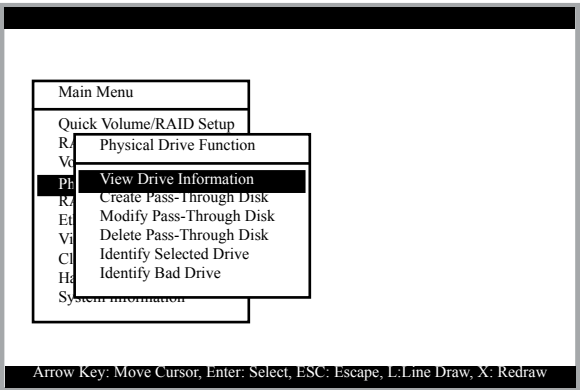 Main Menu
Quick Volume/RAID Setup
Physical Drive Function
View Drive Information
Create Pass-Through Disk
Modify Pass-Through Disk
Delete Pass-Through Disk
Identify Selected Drive
Identify Bad Drive
System Information
Arrow Key: Move Cursor, Enter: Select, ESC: Escape, L:Line Draw, X: Redraw